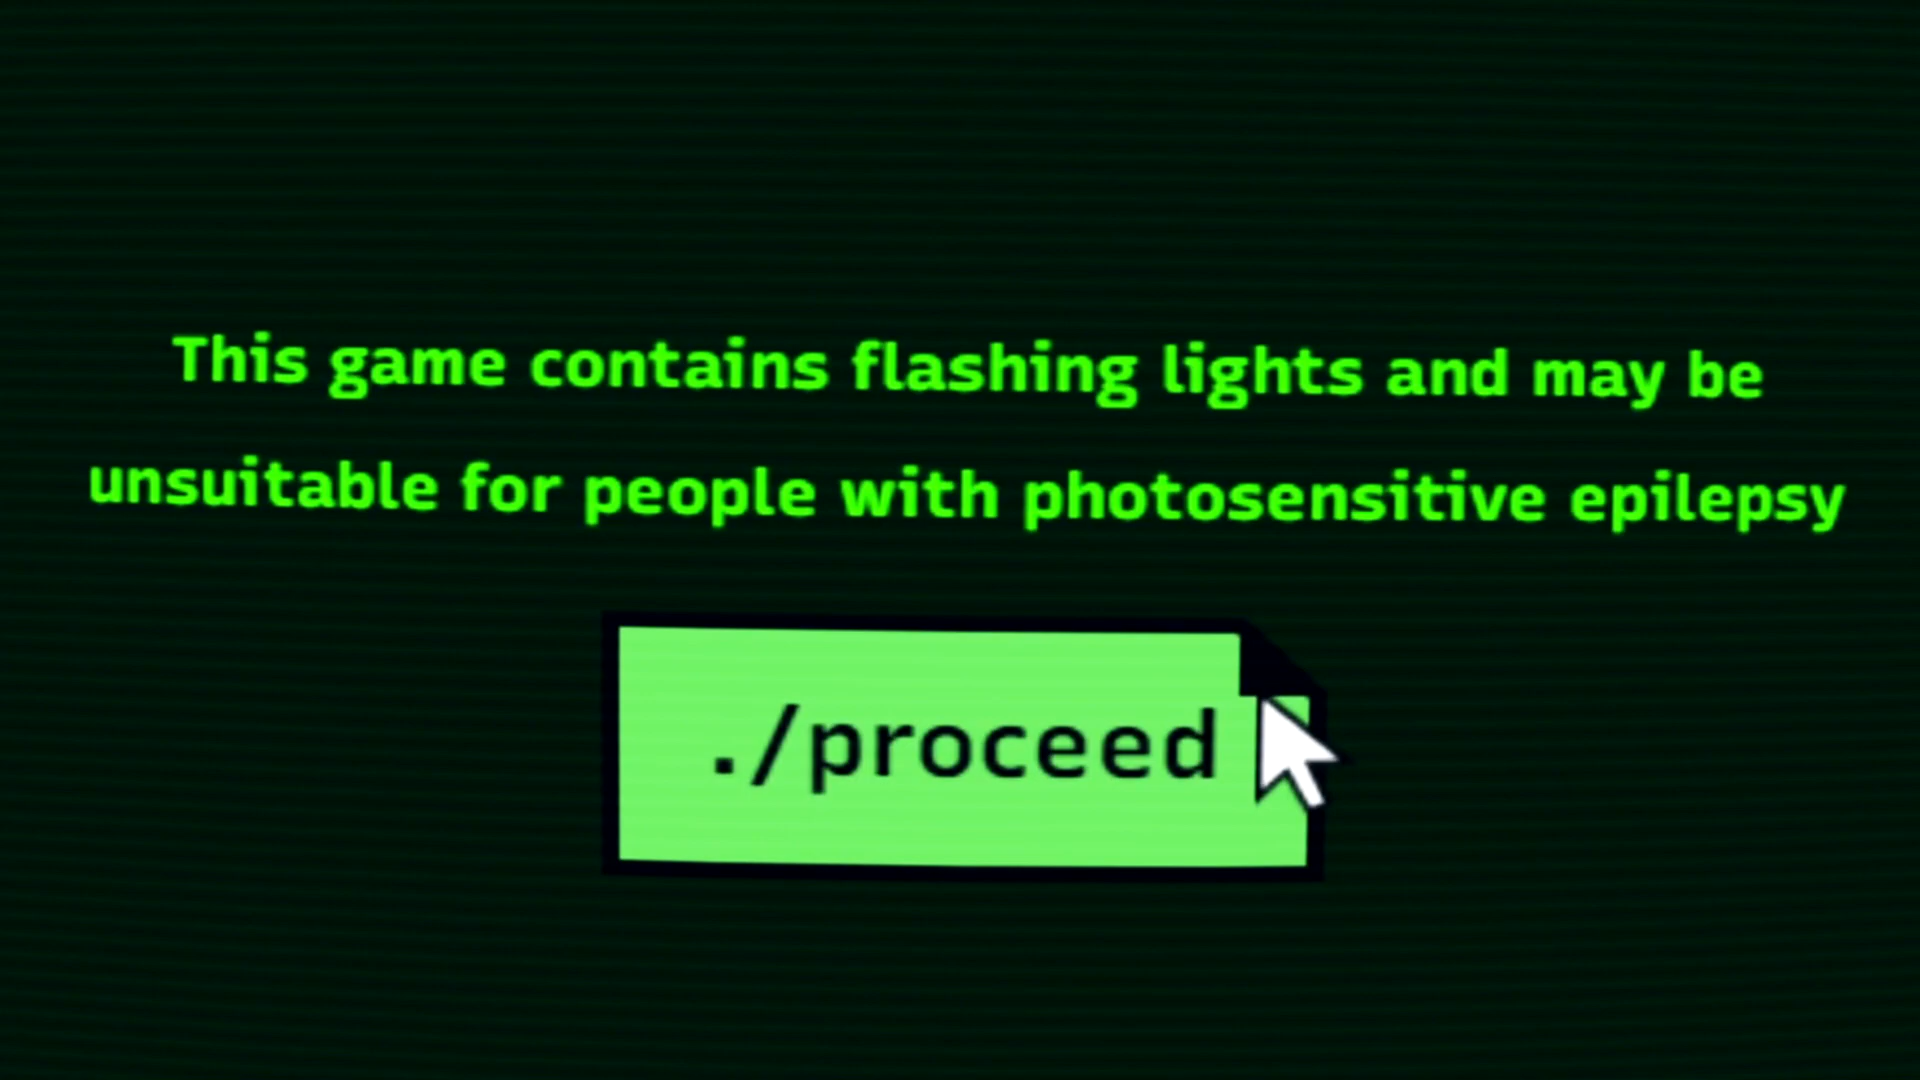 This game contains flashing lights and may be
unsuitable for people with photosensitive epilepsy
./proceed